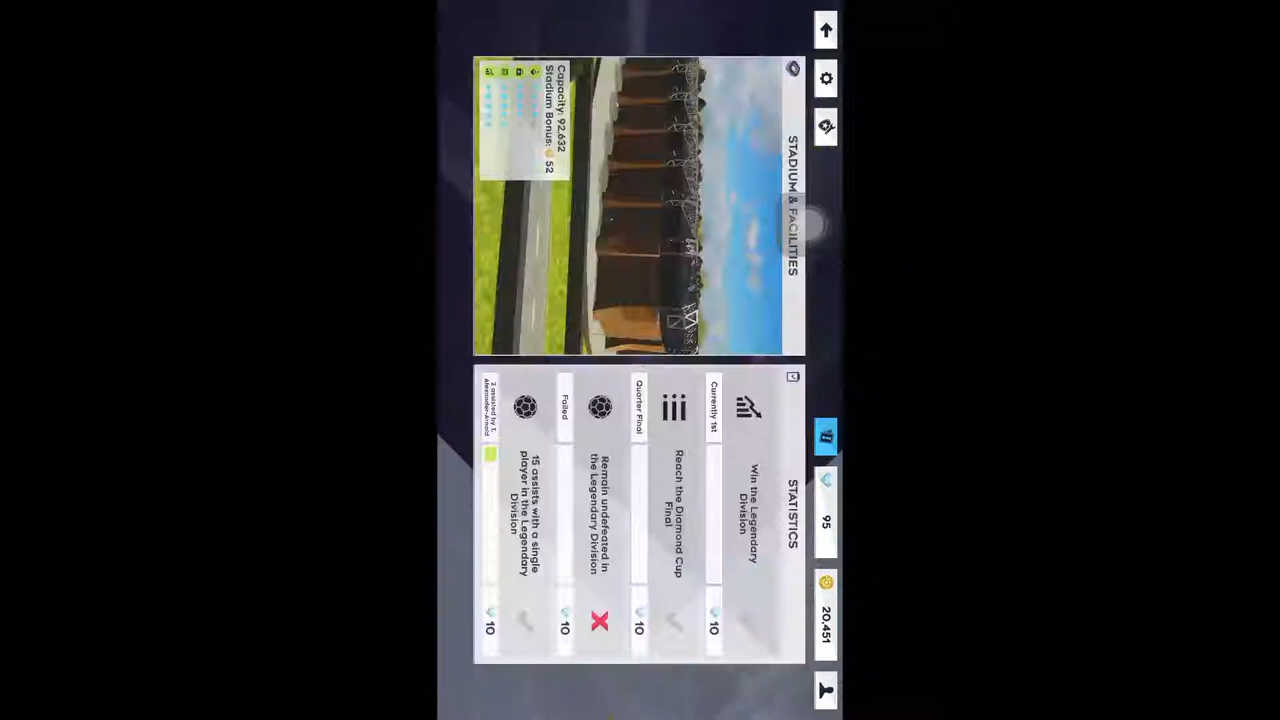 95
20,451
STADIUM & FACILITIES
Capacity: 92,632
Stadium Bonus: 52
STATISTICS
Win the Legendary
Division
Currently 1st
10
Reach the Diamond Cup
Final
Quarter Final
10
Remain undefeated in
the Legendary Division
Failed
10
15 assists with a single
player in the Legendary
Division
2 assisted by T.
Alexander-Arnold
10